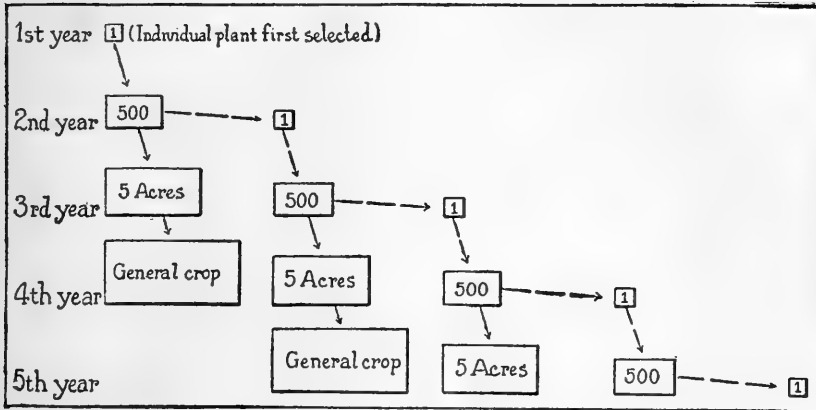 1st year 1 (Individual plant first selected)
2nd year 500 1
3rd year 5 Acres 500 1
4th year General crop 5 Acres 500 1
5th year General crop 5 Acres 500 1